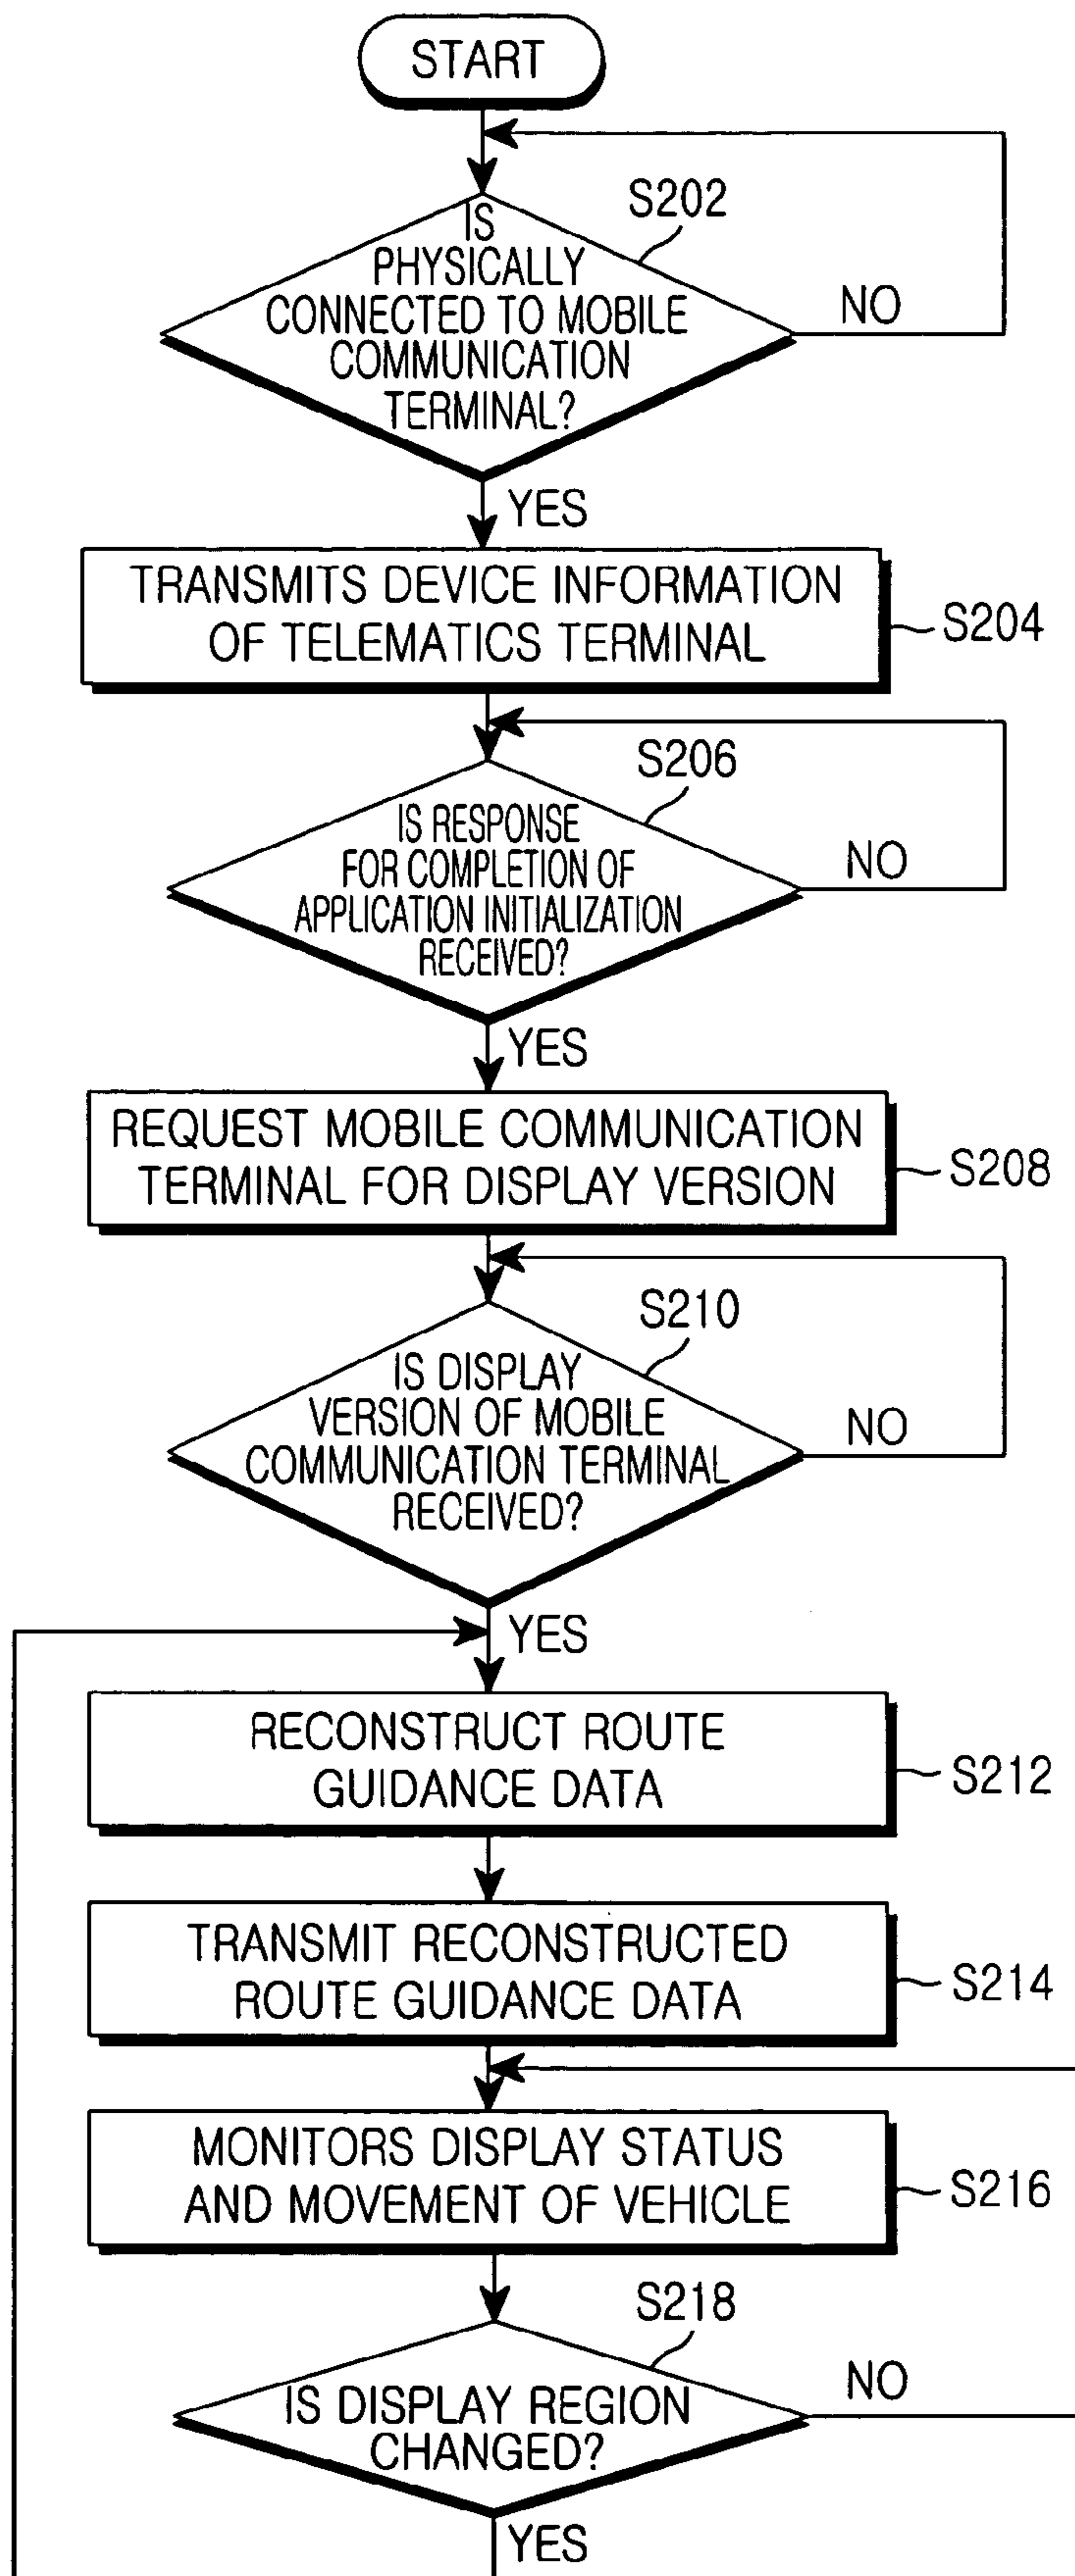 START
S202
IS
PHYSICALLY
CONNECTED TO MOBILE
COMMUNICATION
TERMINAL?
NO
YES
TRANSMITS DEVICE INFORMATION
OF TELEMATICS TERMINAL
S204
S206
IS RESPONSE
FOR COMPLETION OF
APPLICATION INITIALIZATION
RECEIVED?
NO
YES
REQUEST MOBILE COMMUNICATION
TERMINAL FOR DISPLAY VERSION
S208
S210
IS DISPLAY
VERSION OF MOBILE
COMMUNICATION TERMINAL
RECEIVED?
NO
YES
RECONSTRUCT ROUTE
GUIDANCE DATA
S212
TRANSMIT RECONSTRUCTED
ROUTE GUIDANCE DATA
S214
MONITORS DISPLAY STATUS
AND MOVEMENT OF VEHICLE
S216
S218
IS DISPLAY REGION
CHANGED?
NO
YES